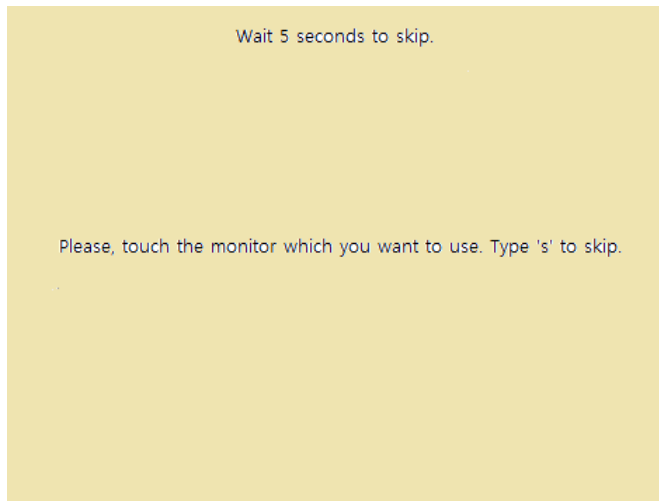 Wait 5 seconds to skip.
Please, touch the monitor which you want to use. Type 's' to skip.